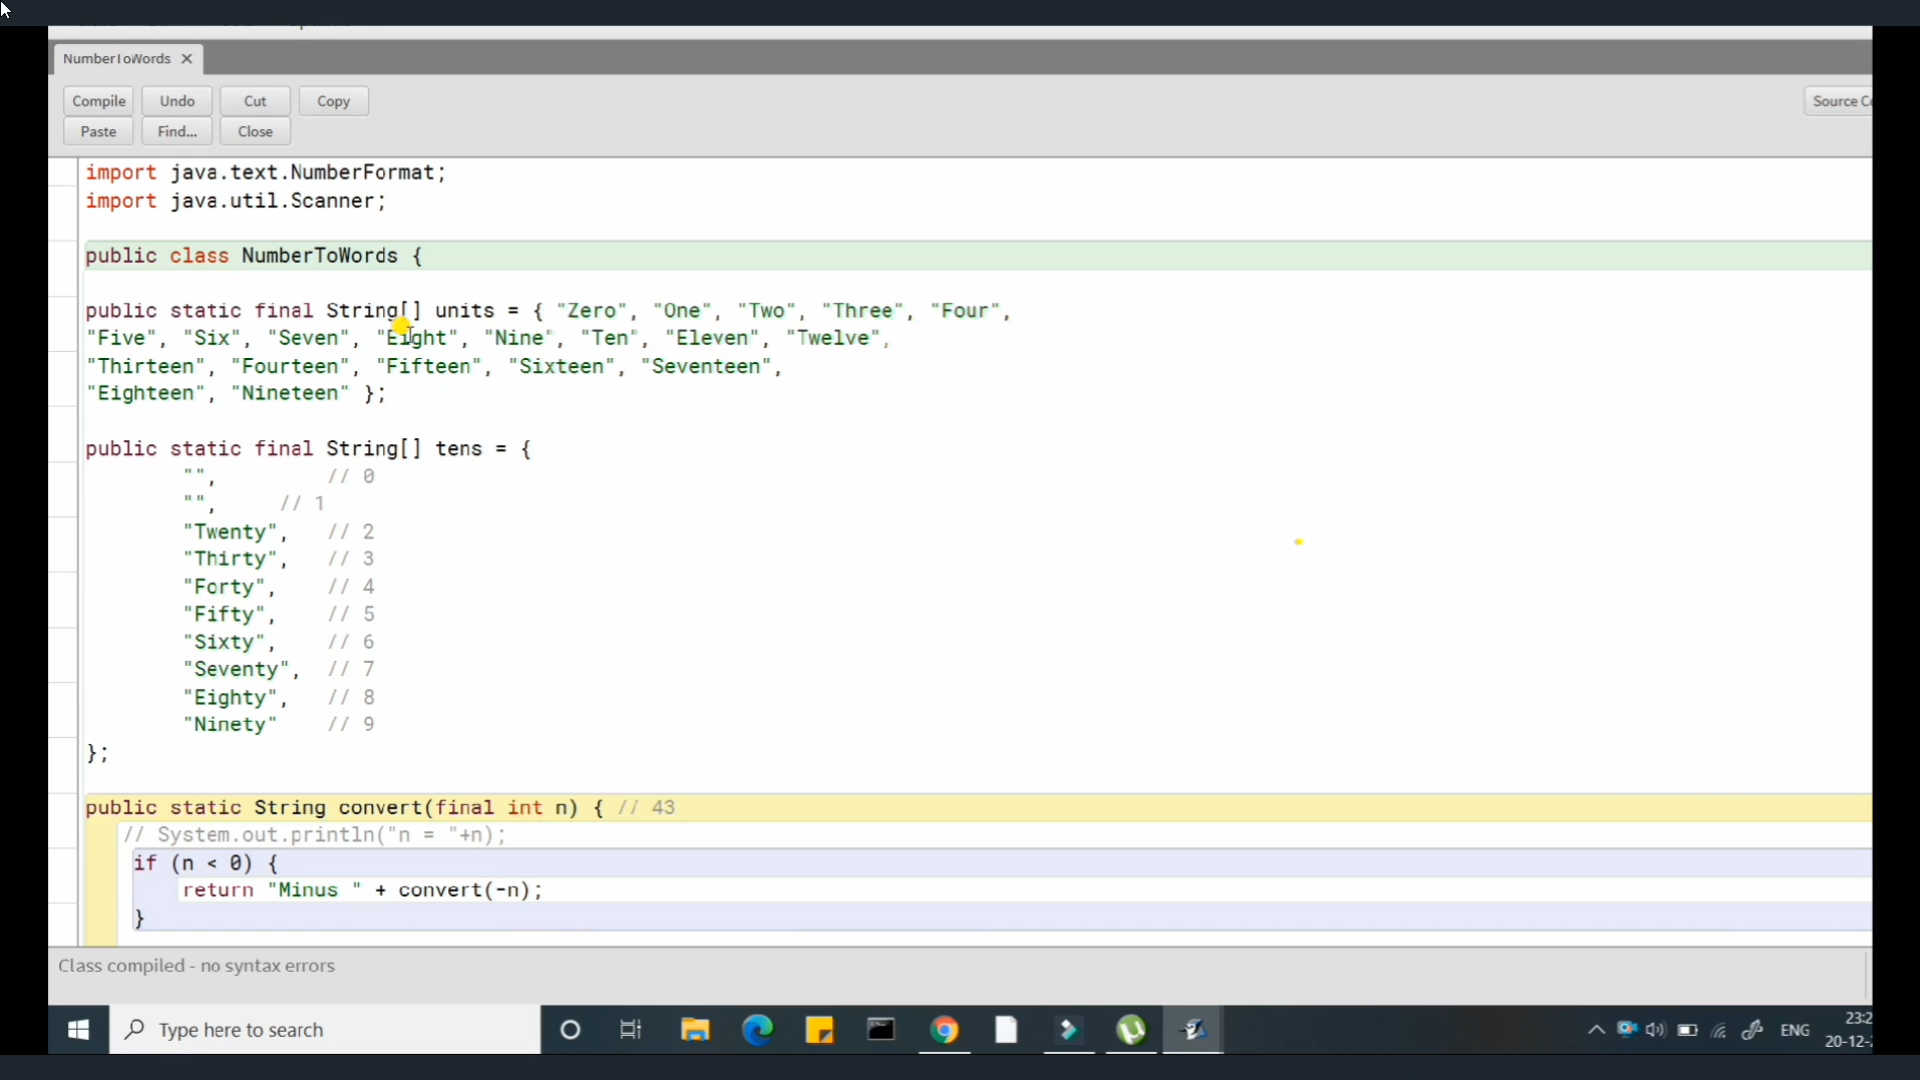 NumberToWords ×
Compile Undo Cut Copy
Paste Find... Close
import java.text.NumberFormat;
import java.util.Scanner;
public class NumberToWords {
public static final String[] units = { "Zero", "One", "Two", "Three", "Four",
"Five", "Six", "Seven", "Eight", "Nine", "Ten", "Eleven", "Twelve",
"Thirteen", "Fourteen", "Fifteen", "Sixteen", "Seventeen",
"Eighteen", "Nineteen" };
public static final String[] tens = {
"", // 0
"", // 1
"Twenty", // 2
"Thirty", // 3
"Forty", // 4
"Fifty", // 5
"Sixty", // 6
"Seventy", // 7
"Eighty", // 8
"Ninety" // 9
};
public static String convert(final int n) { // 43
// System.out.println("n = "+n);
if (n < 0) {
return "Minus " + convert(-n);
}
Class compiled - no syntax errors
Type here to search
ENG